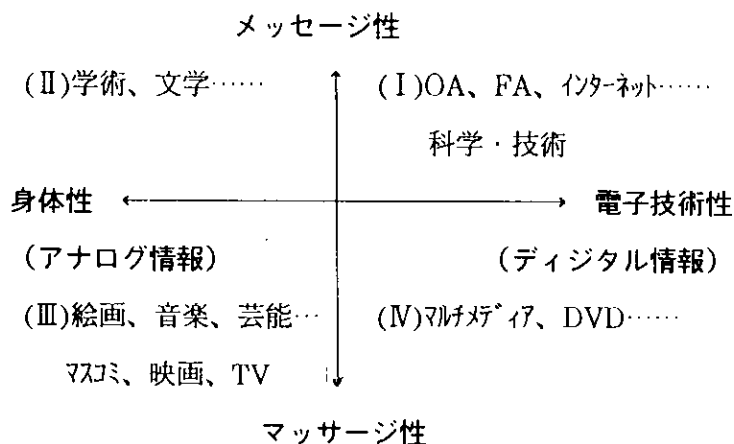 メッセージ性
(Ⅱ)学術、文学…… (Ⅰ)OA、FA、インターネット……
科学・技術
身体性 電子技術性
(アナログ情報) (ディジタル情報)
(Ⅲ)絵画、音楽、芸能… (Ⅳ)マルチメディア、DVD……
マスコミ、映画、TV
マッサージ性